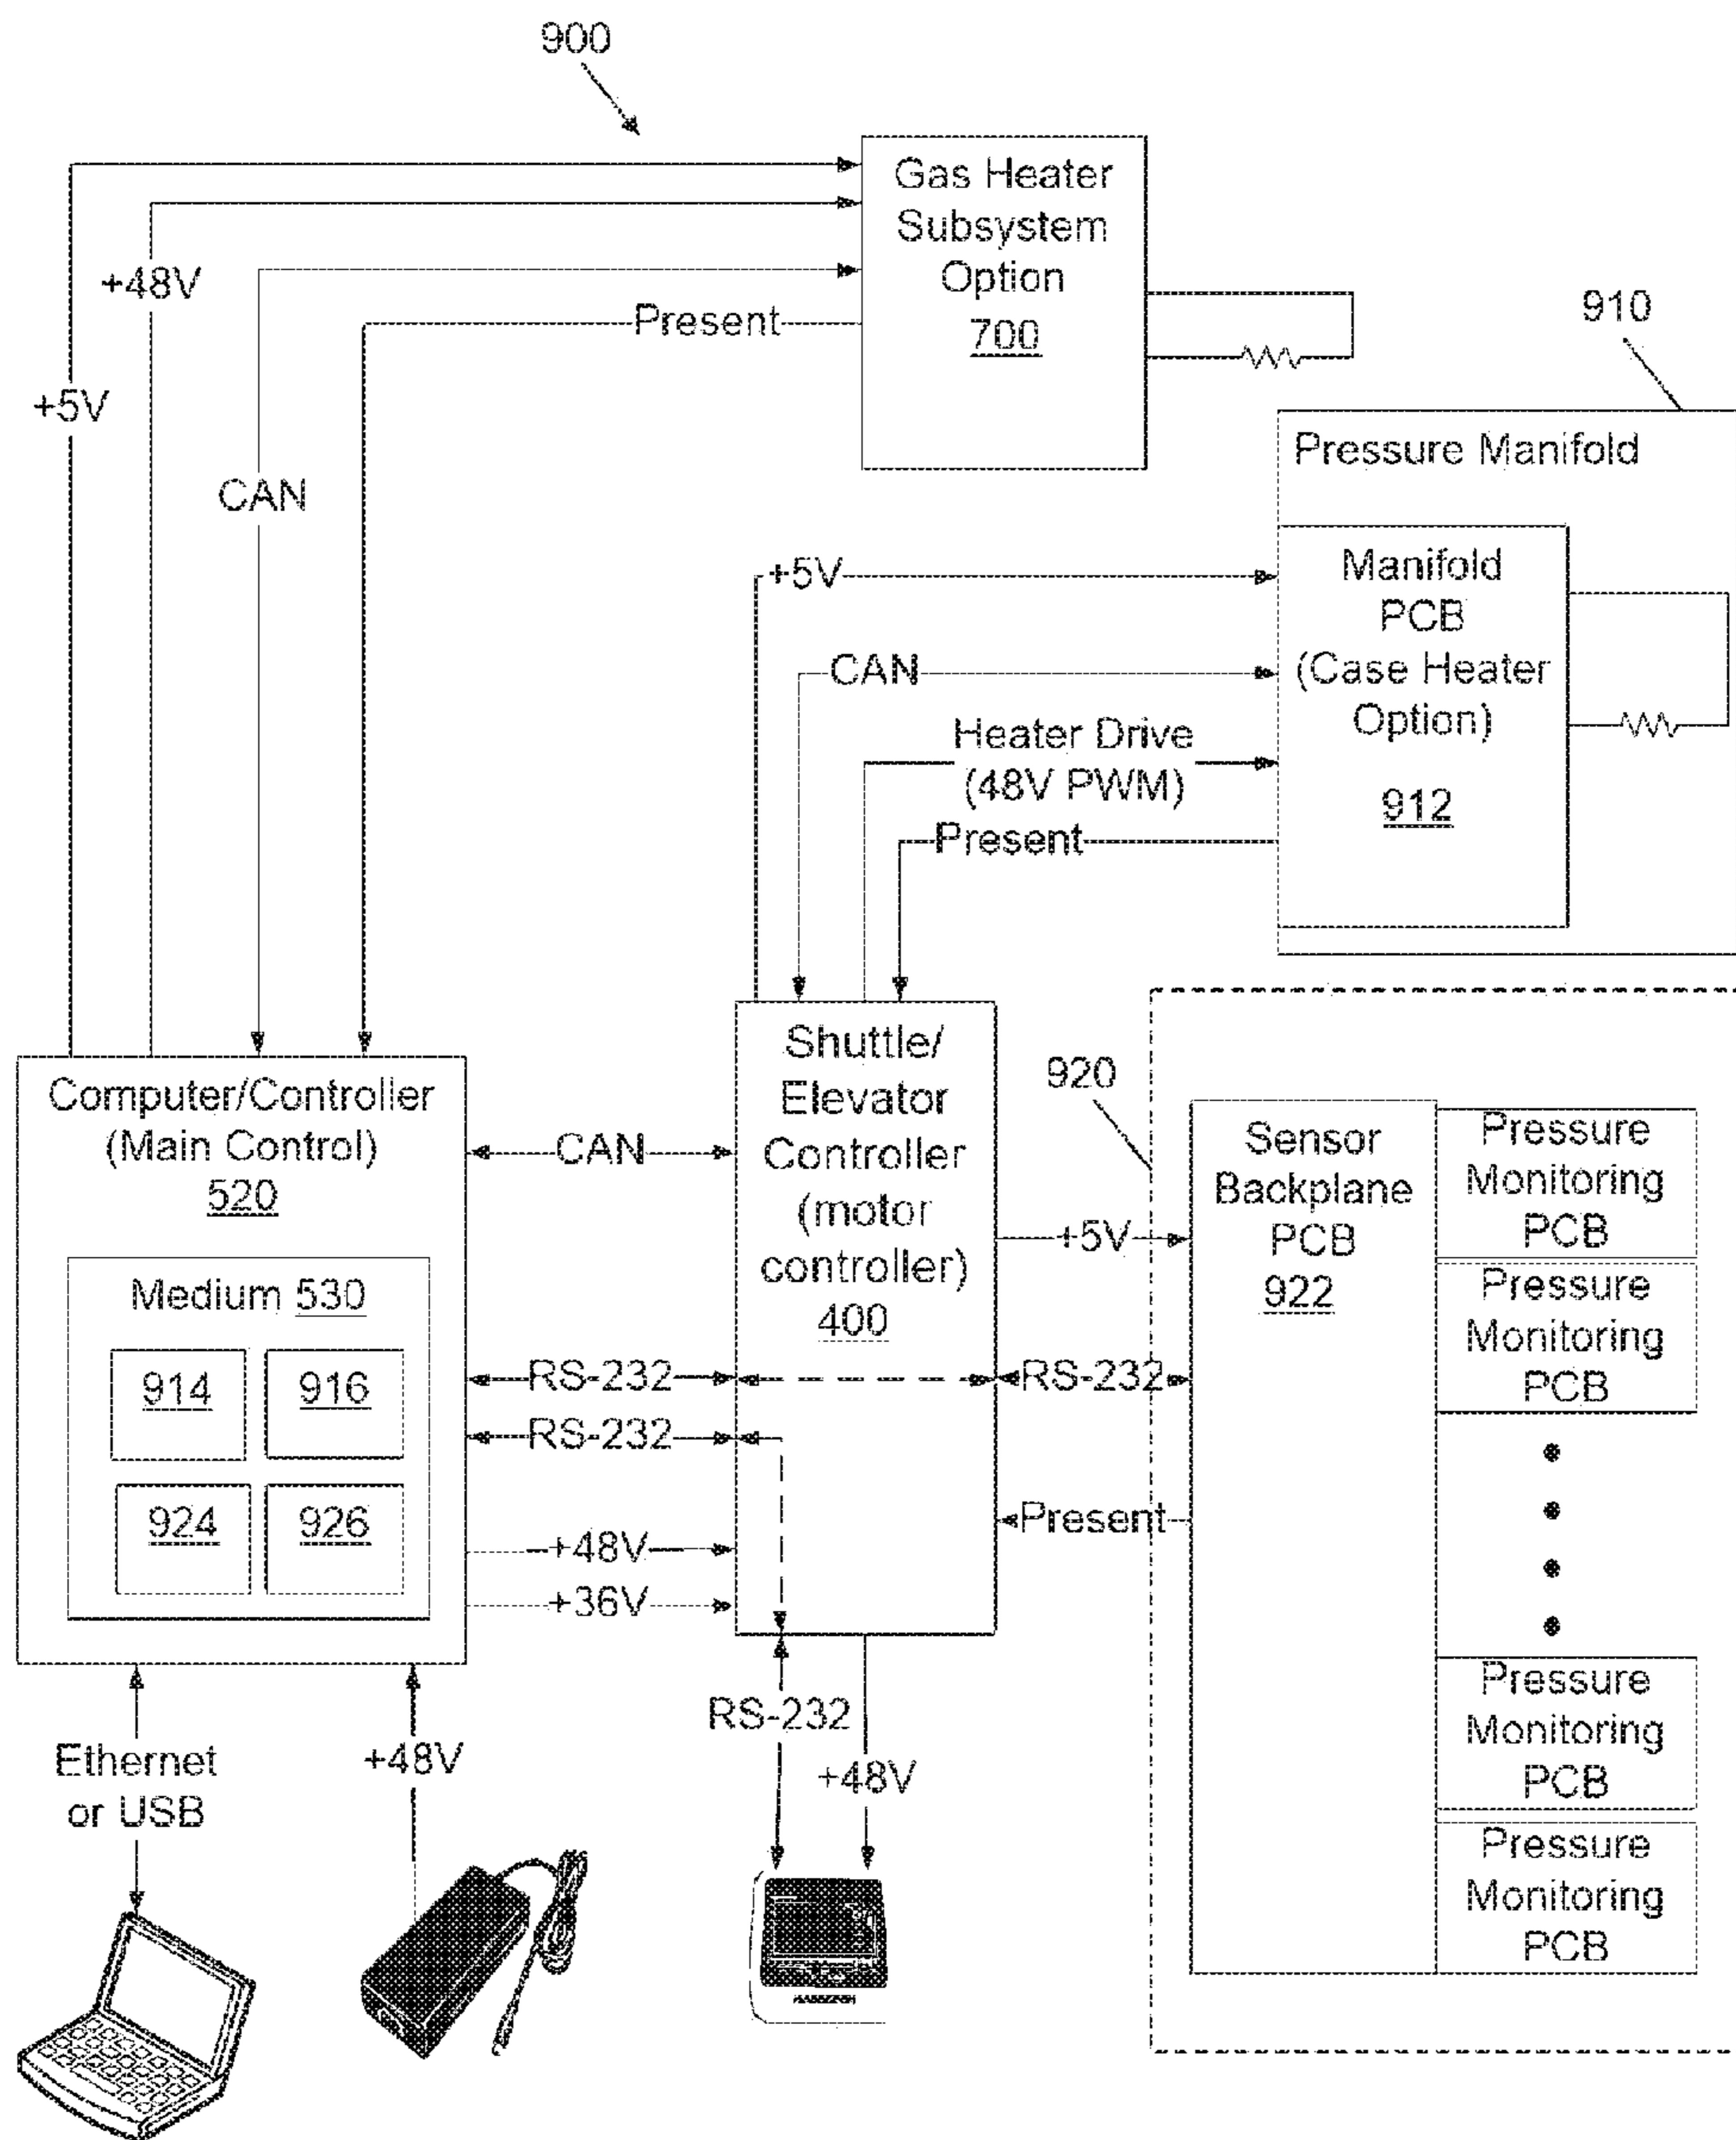 900
Gas Heater
Subsystem
Option
700
+48V
Present
+5V
CAN
910
Pressure Manifold
Manifold
PCB
(Case Heater
Option)
912
+5V
CAN
Heater Drive
(48V PWM)
Present
Computer/Controller
(Main Control)
520
Medium 530
914
916
924
926
CAN
RS-232
RS-232
+48V
+36V
Shuttle/
Elevator
Controller
(motor
controller)
400
920
+5V
RS-232
Present
Sensor
Backplane
PCB
922
Pressure
Monitoring
PCB
Pressure
Monitoring
PCB
Pressure
Monitoring
PCB
Pressure
Monitoring
PCB
Ethernet
or USB
+48V
RS-232
+48V